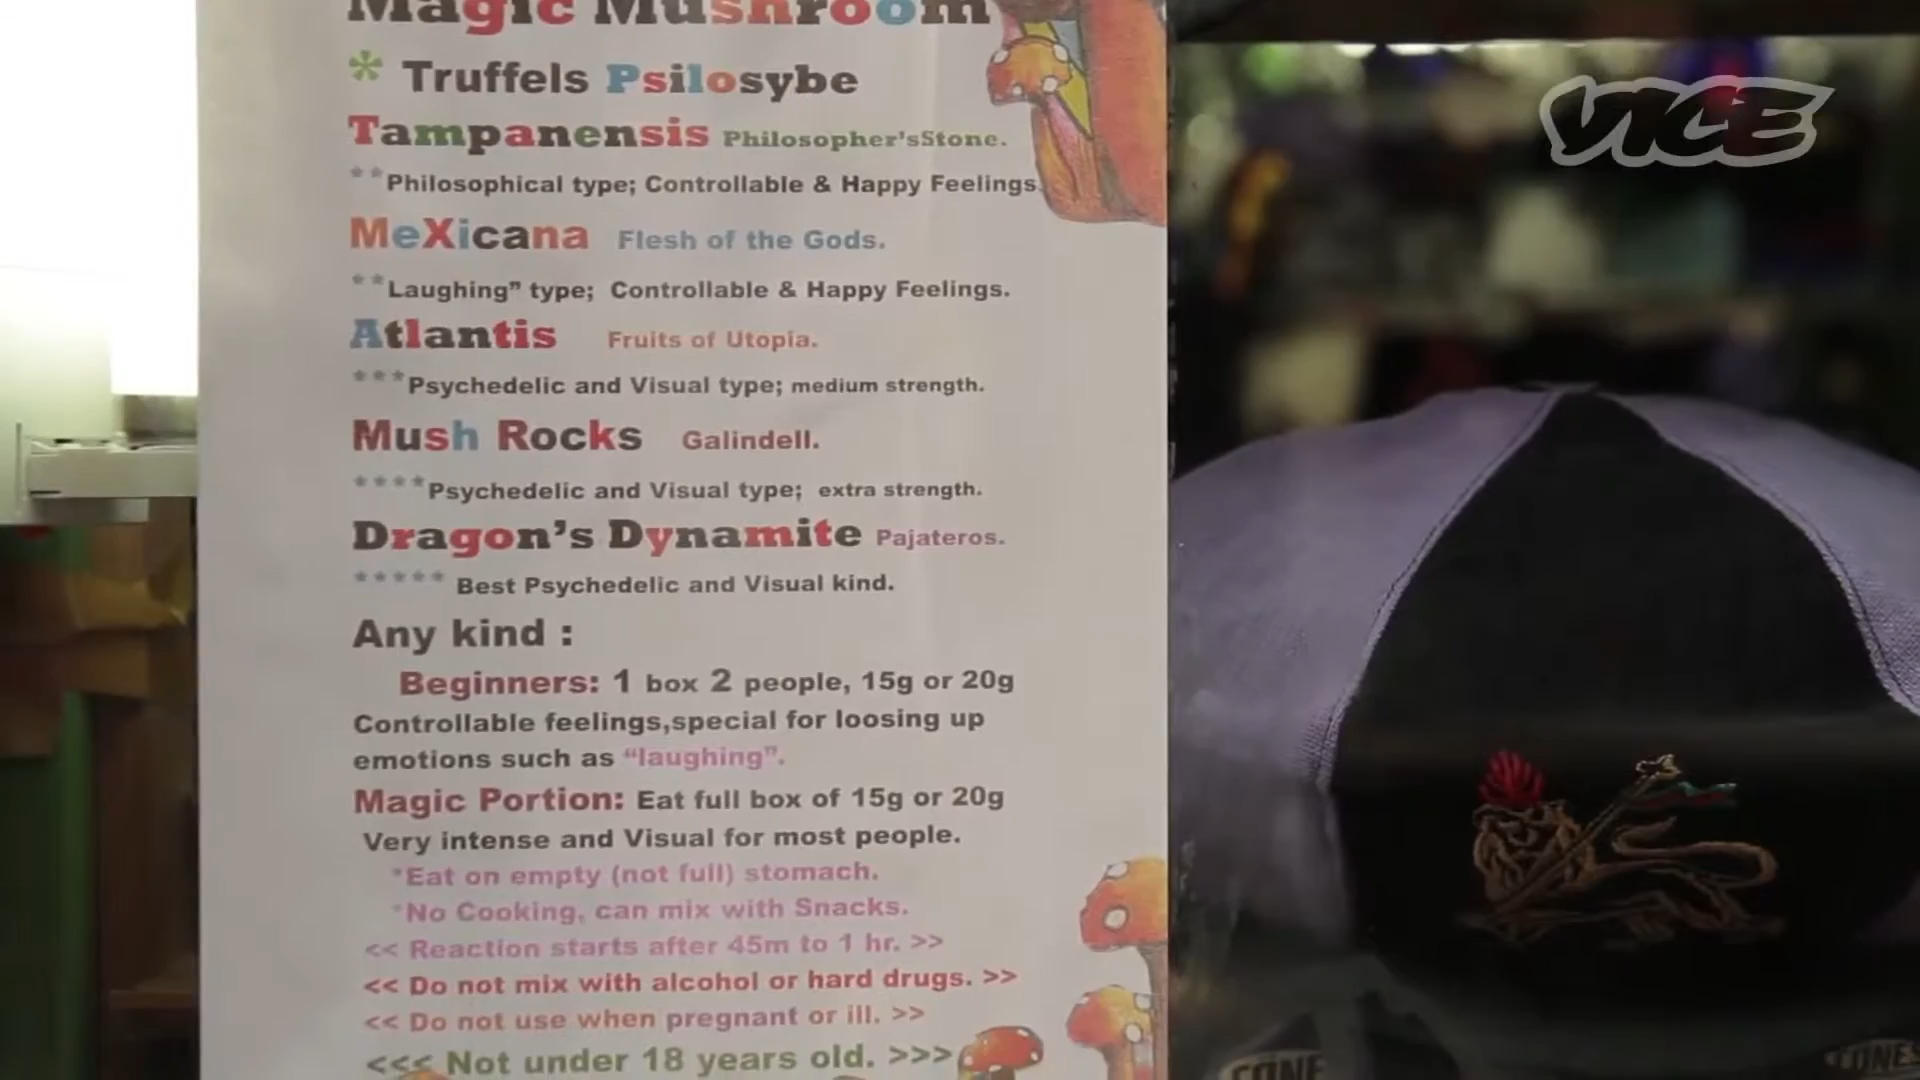 Magic Mushroom
VICE
* Truffels Psilosybe
Tampanensis Philosopher'sStone.
**Philosophical type; Controllable & Happy Feelings.
MeXicana Flesh of the Gods.
**Laughing” type; Controllable & Happy Feelings.
Atlantis Fruits of Utopia.
***Psychedelic and Visual type; medium strength.
Mush Rocks Galindell.
****Psychedelic and Visual type; extra strength.
Dragon’s Dynamite Pajateros.
***** Best Psychedelic and Visual kind.
Any kind :
Beginners: 1 box 2 people, 15g or 20g
Controllable feelings,special for loosing up
emotions such as “laughing”.
Magic Portion: Eat full box of 15g or 20g
Very intense and Visual for most people.
*Eat on empty (not full) stomach.
*No Cooking, can mix with Snacks.
<< Reaction starts after 45m to 1 hr. >>
<< Do not mix with alcohol or hard drugs. >>
<< Do not use when pregnant or ill. >>
<<< Not under 18 years old. >>>